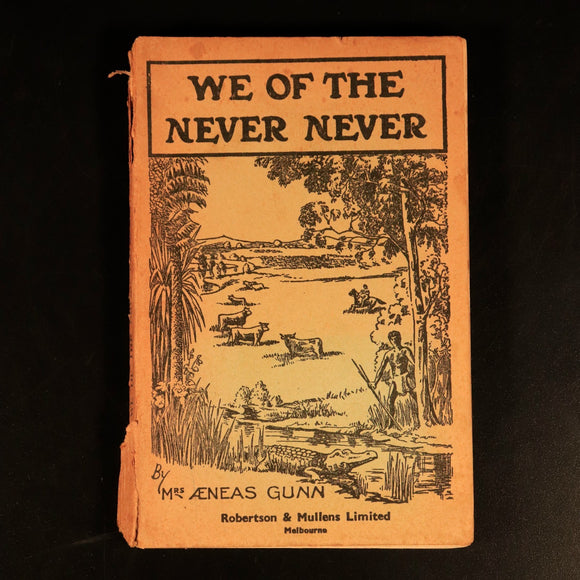 WE OF THE
NEVER NEVER
By
MRS ÆNEAS GUNN
Robertson & Mullens Limited
Melbourne